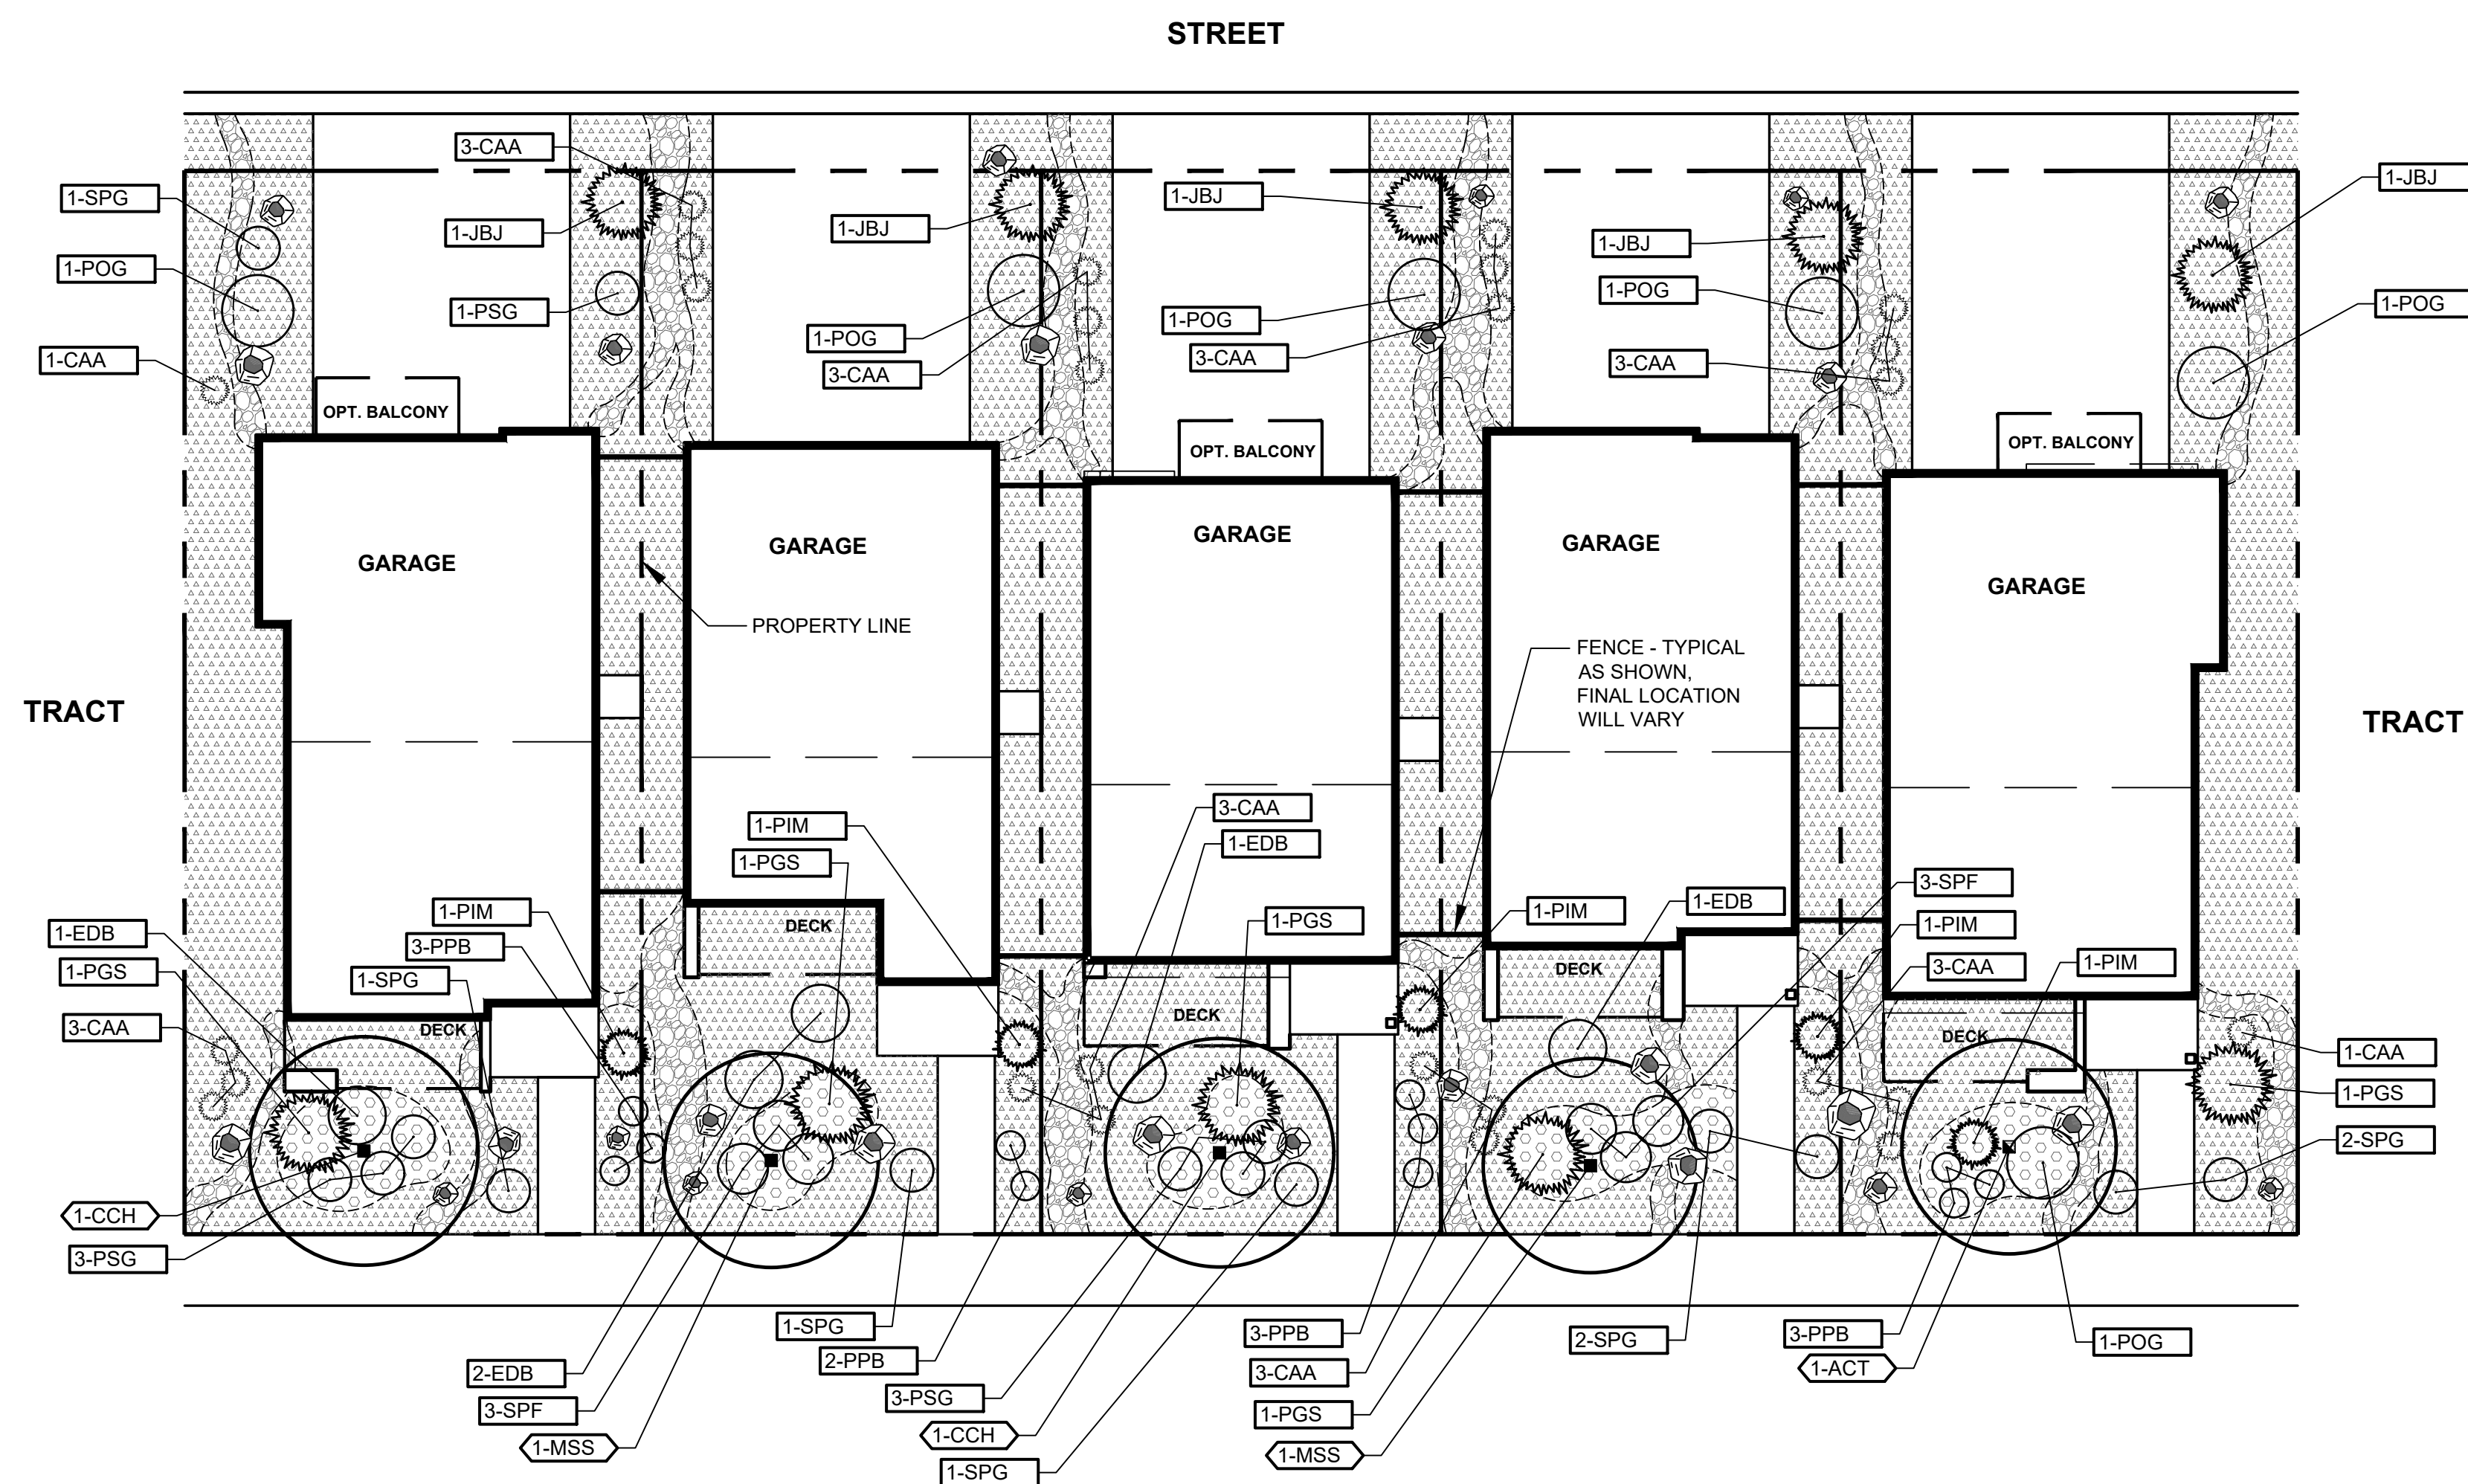 STREET
3-CAA
1-SPG
1-JBJ
1-JBJ
1-JBJ
1-JBJ
1-JBJ
1-POG
1-PSG
1-POG
1-POG
1-POG
1-POG
1-CAA
3-CAA
3-CAA
3-CAA
OPT. BALCONY
OPT. BALCONY
OPT. BALCONY
GARAGE
GARAGE
GARAGE
GARAGE
GARAGE
PROPERTY LINE
FENCE - TYPICAL
AS SHOWN,
FINAL LOCATION
WILL VARY
TRACT
TRACT
3-CAA
1-EDB
1-PIM
1-PGS
1-PGS
1-PIM
1-EDB
3-SPF
1-PIM
3-CAA
1-PIM
1-PIM
3-PPB
1-SPG
1-EDB
1-PGS
3-CAA
DECK
DECK
DECK
DECK
DECK
1-CAA
1-PGS
2-SPG
1-CCH
3-PSG
2-EDB
3-SPF
1-MSS
1-SPG
2-PPB
3-PSG
1-CCH
1-SPG
3-PPB
3-CAA
1-PGS
1-MSS
2-SPG
3-PPB
1-ACT
1-POG